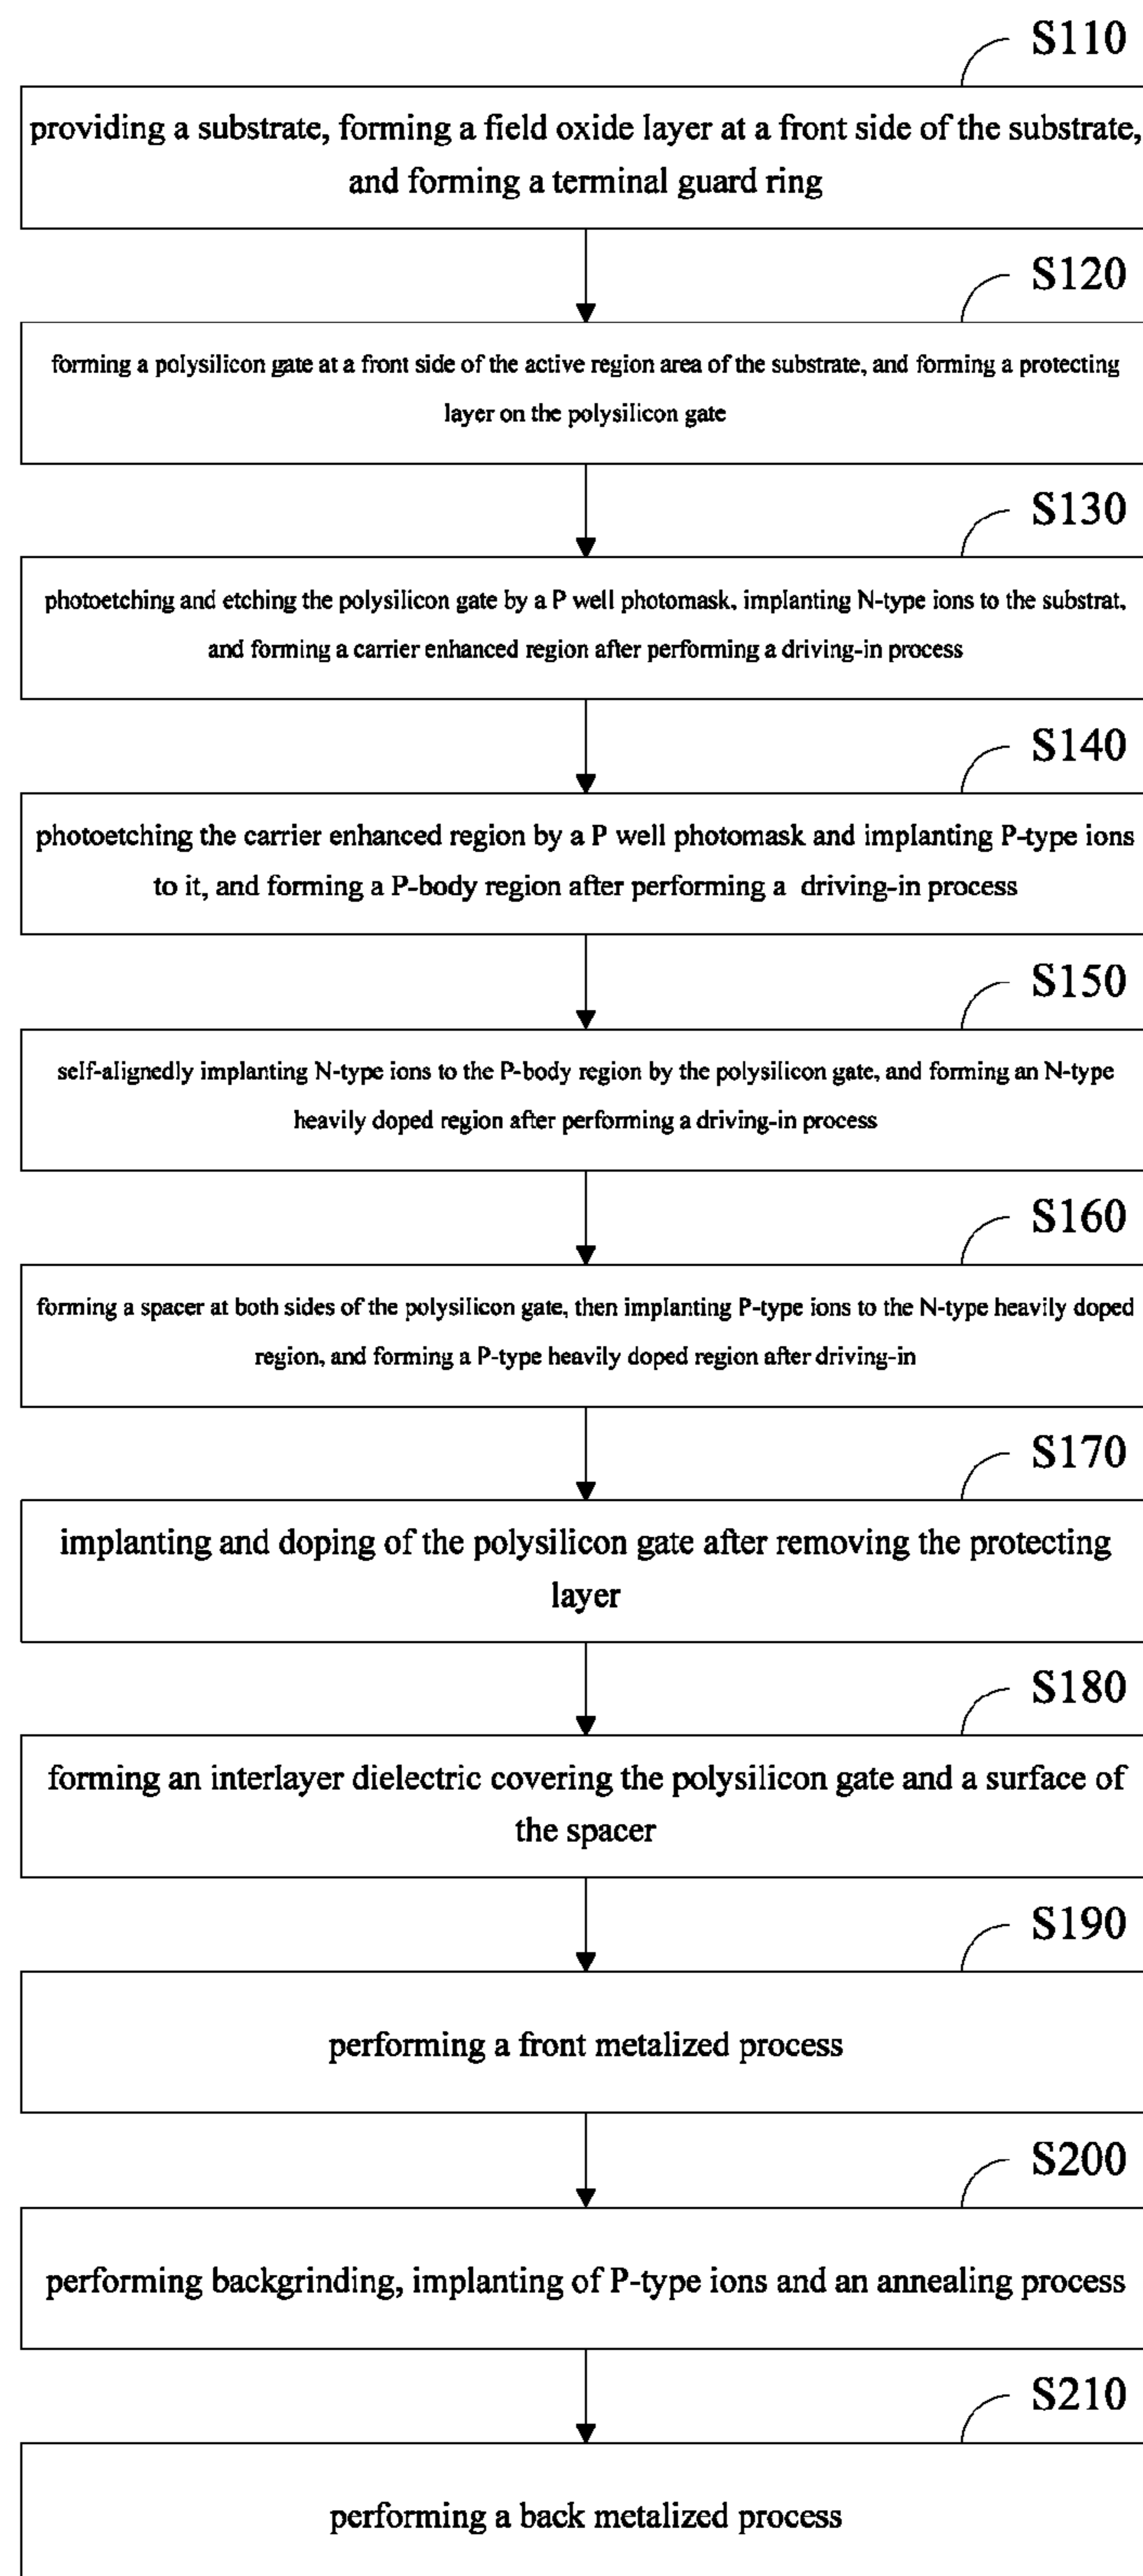 S110
providing a substrate, forming a field oxide layer at a front side of the substrate,
and forming a terminal guard ring
S120
forming a polysilicon gate at a front side of the active region area of the substrate, and forming a protecting
layer on the polysilicon gate
S130
photoetching and etching the polysilicon gate by a P well photomask, implanting N-type ions to the substrat,
and forming a carrier enhanced region after performing a driving-in process
S140
photoetching the carrier enhanced region by a P well photomask and implanting P-type ions
to it, and forming a P-body region after performing a driving-in process
S150
self-alignedly implanting N-type ions to the P-body region by the polysilicon gate, and forming an N-type
heavily doped region after performing a driving-in process
S160
forming a spacer at both sides of the polysilicon gate, then implanting P-type ions to the N-type heavily doped
region, and forming a P-type heavily doped region after driving-in
S170
implanting and doping of the polysilicon gate after removing the protecting
layer
S180
forming an interlayer dielectric covering the polysilicon gate and a surface of
the spacer
S190
performing a front metalized process
S200
performing backgrinding, implanting of P-type ions and an annealing process
S210
performing a back metalized process